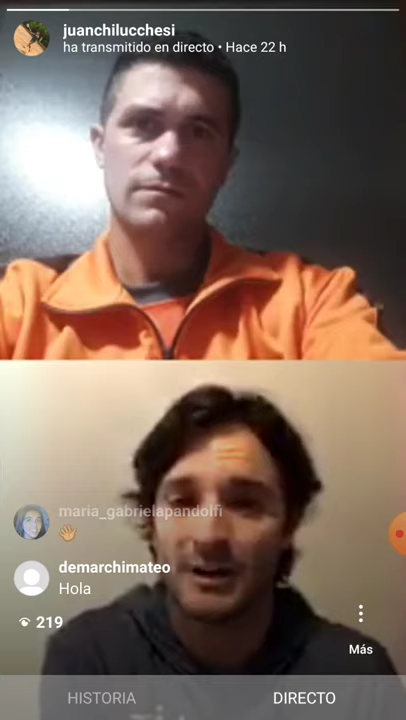 juanchilucchesi
ha transmitido en directo • Hace 22 h
maria_gabrielapandolfi
👋
demarchimateo
Hola
219
Más
HISTORIA DIRECTO